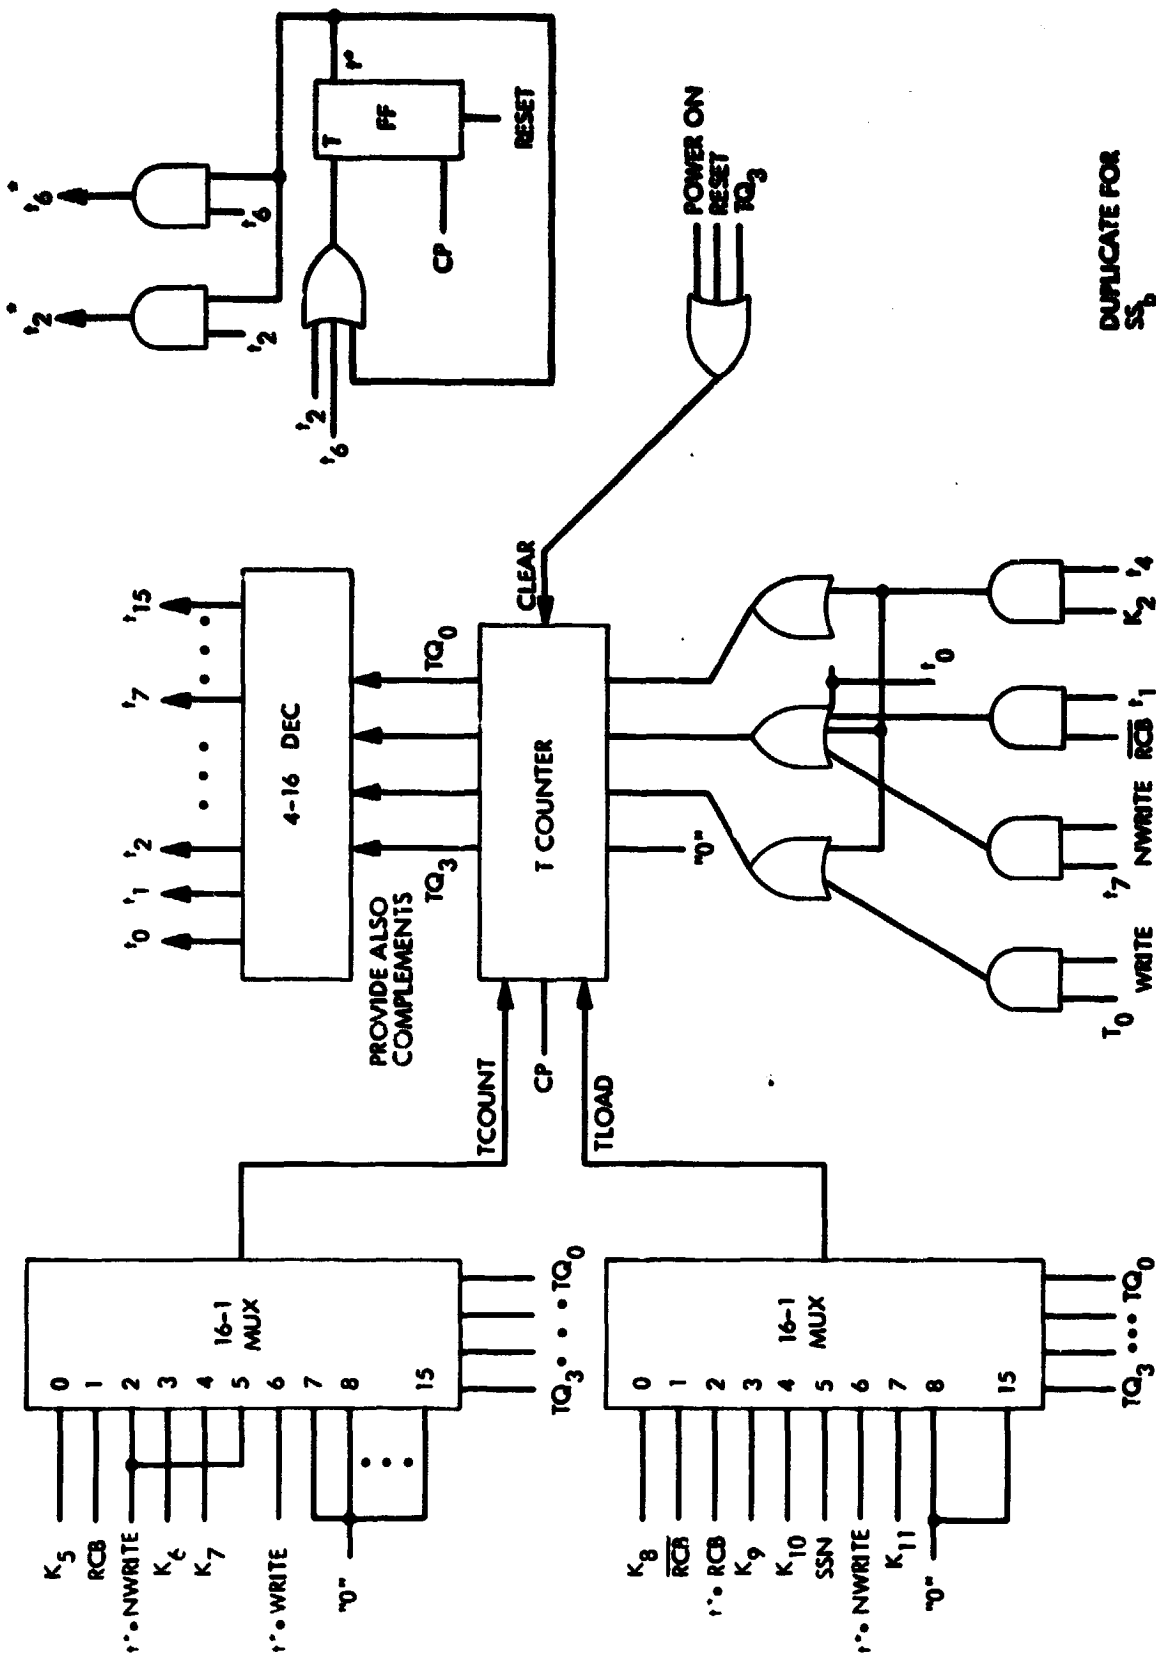 t₂*
t₆*
t₂
t₆
t*
T
FF
CP
RESET
t₂
t₆
POWER ON
RESET
TQ₃
DUPLICATE FOR
SS_b
t₀
t₁
t₂
t₇
t₁₅
4-16 DEC
PROVIDE ALSO
COMPLEMENTS
TQ₃
TQ₀
T COUNTER
CLEAR
TCOUNT
CP
TLOAD
"0"
t₀
T₀
WRITE
t₇
NWRITE
R̅C̅B̅
t₁
K₂
t₄
K₅
RCB
t*• NWRITE
K₆
K₇
t*• WRITE
"0"
0
1
2
3
4
5
6
7
8
15
16-1
MUX
TQ₃ • • • TQ₀
K₈
R̅C̅B̅
t*• RCB
K₉
K₁₀
SSN
t*• NWRITE
K₁₁
"0"
0
1
2
3
4
5
6
7
8
15
16-1
MUX
TQ₃ ••• TQ₀